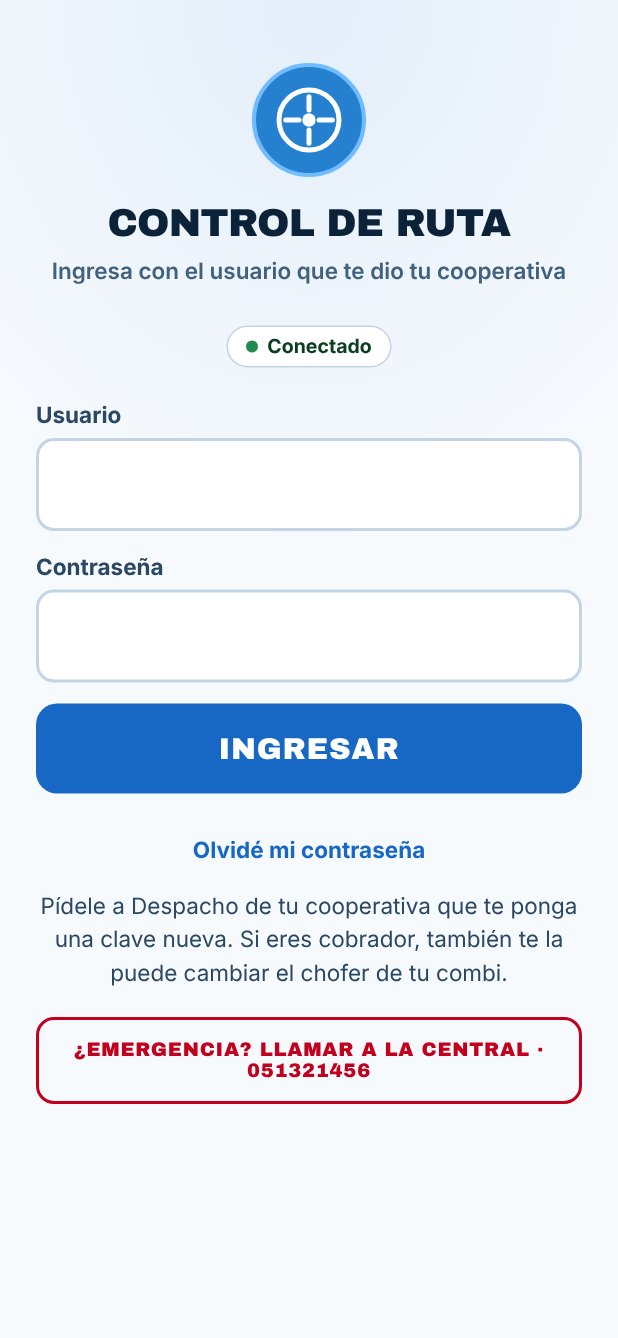 CONTROL DE RUTA
Ingresa con el usuario que te dio tu cooperativa
Conectado
Usuario
Contraseña
INGRESAR
Olvidé mi contraseña
Pídele a Despacho de tu cooperativa que te ponga
una clave nueva. Si eres cobrador, también te la
puede cambiar el chofer de tu combi.
¿EMERGENCIA? LLAMAR A LA CENTRAL ·
051321456